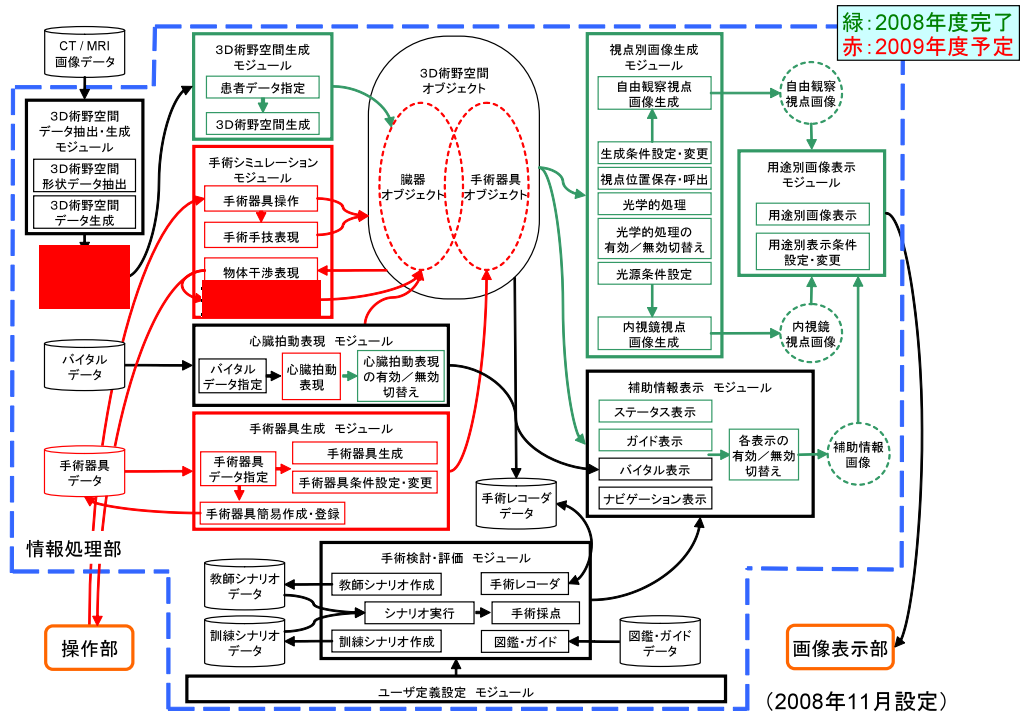 緑：2008年度完了
赤：2009年度予定
CT / MRI
画像データ
3D術野空間
データ抽出・生成
モジュール
3D術野空間
形状データ抽出
3D術野空間
データ生成
3D術野空間生成
モジュール
患者データ指定
3D術野空間生成
手術シミュレーション
モジュール
手術器具操作
手術手技表現
物体干渉表現
3D術野空間
オブジェクト
臓器
オブジェクト
手術器具
オブジェクト
視点別画像生成
モジュール
自由観察視点
画像生成
生成条件設定・変更
視点位置保存・呼出
光学的処理
光学的処理の
有効／無効切替え
光源条件設定
内視鏡視点
画像生成
自由観察
視点画像
用途別画像表示
モジュール
用途別画像表示
用途別表示条件
設定・変更
内視鏡
視点画像
バイタル
データ
心臓拍動表現 モジュール
バイタル
データ指定
心臓拍動
表現
心臓拍動表現
の有効／無効
切替え
補助情報表示 モジュール
ステータス表示
ガイド表示
バイタル表示
ナビゲーション表示
各表示の
有効／無効
切替え
補助情報
画像
手術器具
データ
手術器具生成 モジュール
手術器具
データ指定
手術器具生成
手術器具条件設定・変更
手術器具簡易作成・登録
手術レコーダ
データ
情報処理部
手術検討・評価 モジュール
教師シナリオ
データ
教師シナリオ作成
手術レコーダ
シナリオ実行
手術採点
訓練シナリオ
データ
訓練シナリオ作成
図鑑・ガイド
図鑑・ガイド
データ
操作部
画像表示部
ユーザ定義設定 モジュール
（2008年11月設定）